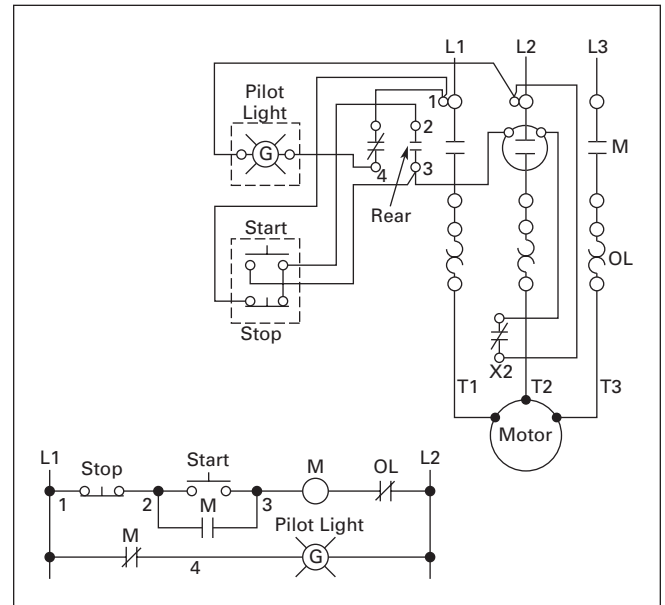 L1 L2 L3
Pilot
Light
1
2
G
M
4 3
Rear
Start
OL
Stop
X2
T1 T2 T3
Motor
L1 Stop Start M OL L2
1 2 M 3
Pilot Light
M
4 G